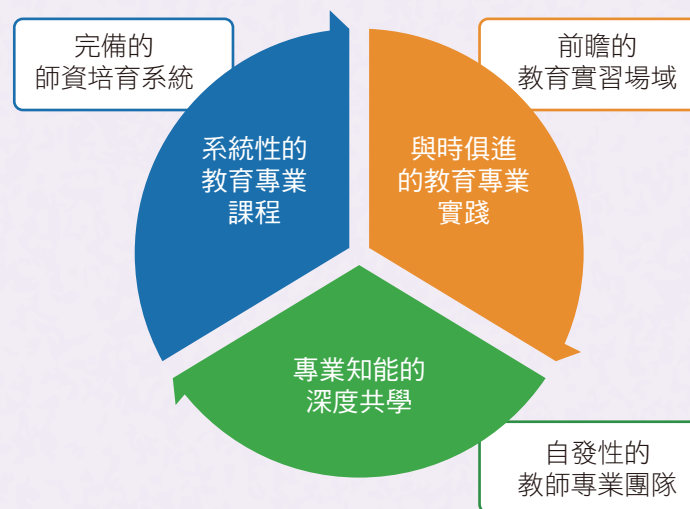 完備的
師資培育系統
前瞻的
教育實習場域
系統性的
教育專業
課程
與時俱進
的教育專業
實踐
專業知能的
深度共學
自發性的
教師專業團隊